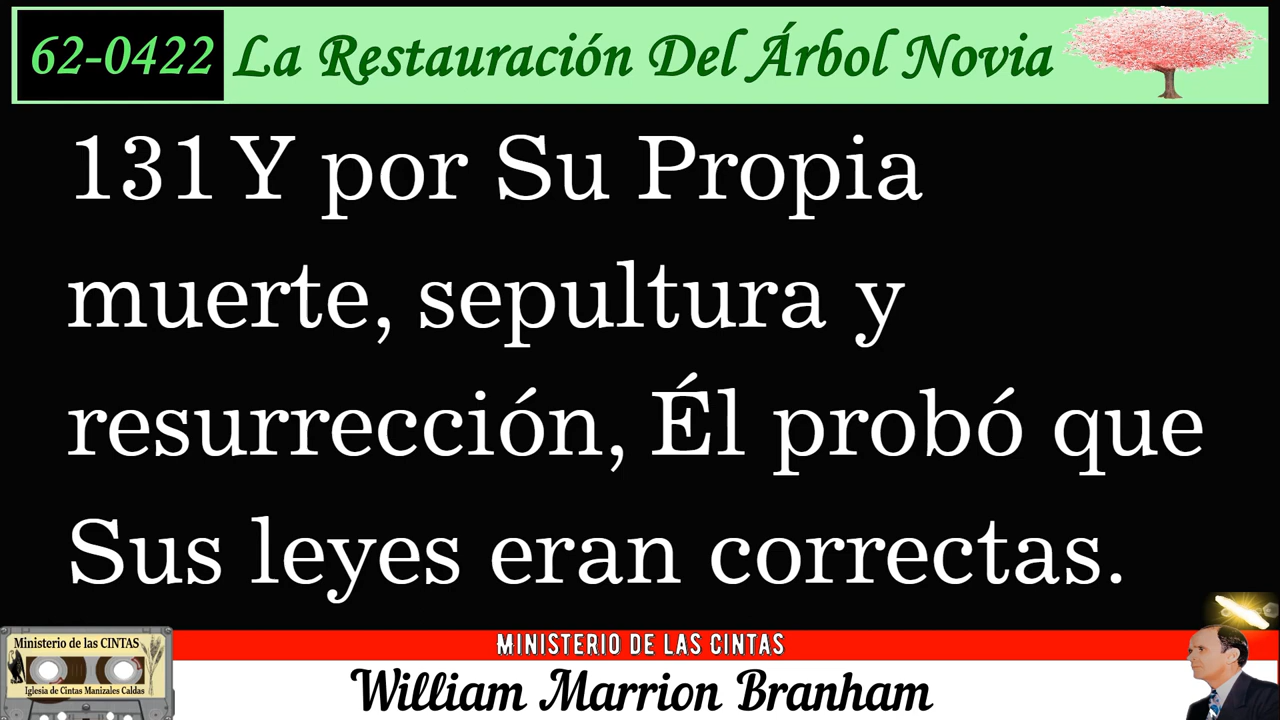 62-0422 La Restauración Del Árbol Novia
131 Y por Su Propia
muerte, sepultura y
resurrección, Él probó que
Sus leyes eran correctas.
Ministerio de las CINTAS
Iglesia de Cintas Manizales Caldas
MINISTERIO DE LAS CINTAS
William Marrion Branham